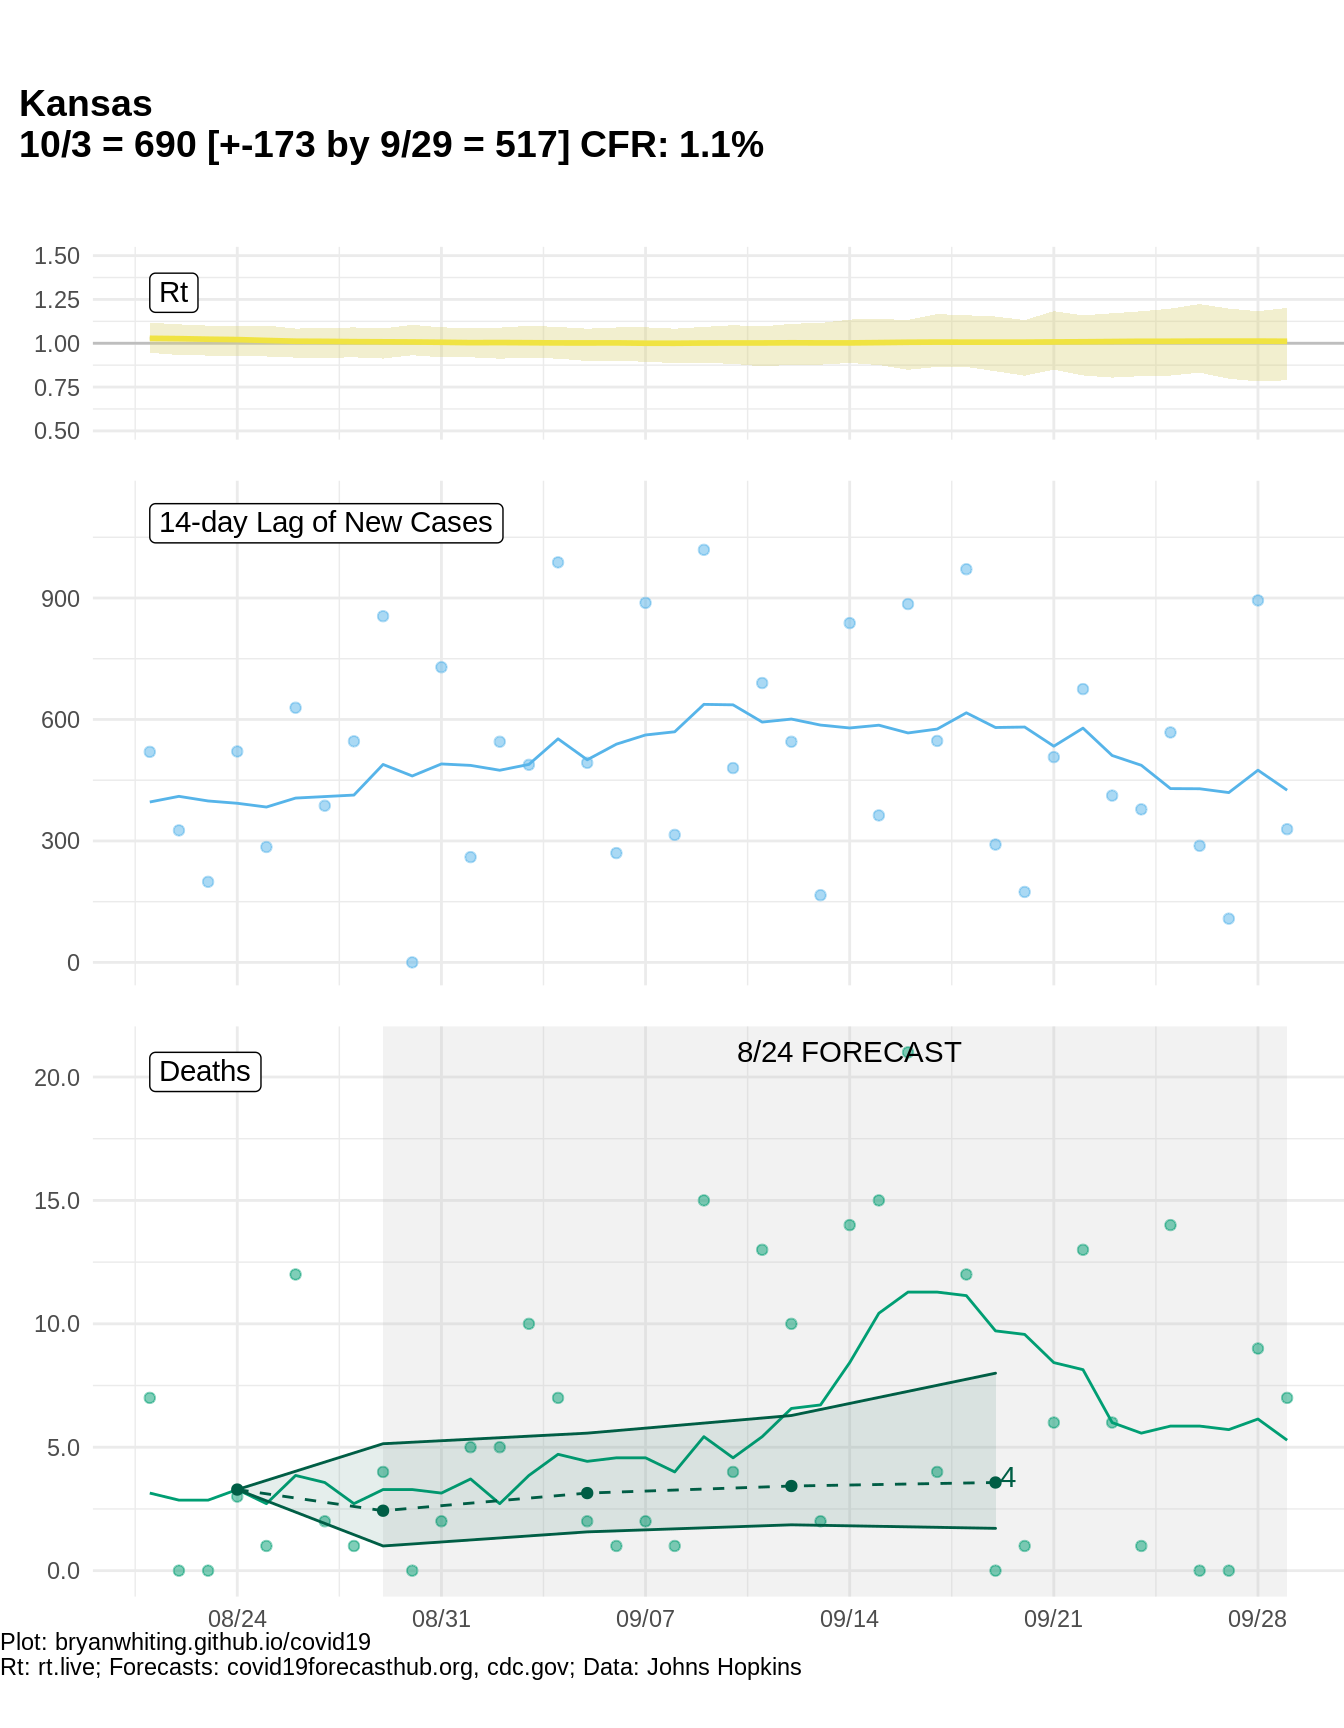 Kansas
10/3 = 690 [+-173 by 9/29 = 517] CFR: 1.1%
1.50
Rt
1.25
1.00
0.75
0.50
14-day Lag of New Cases
900
600
300
0
8/24 FORECAST
Deaths
20.0
15.0
10.0
5.0
4
0.0
08/24 08/31 09/07 09/14 09/21 09/28
Plot: bryanwhiting.github.io/covid19
Rt: rt.live; Forecasts: covid19forecasthub.org, cdc.gov; Data: Johns Hopkins